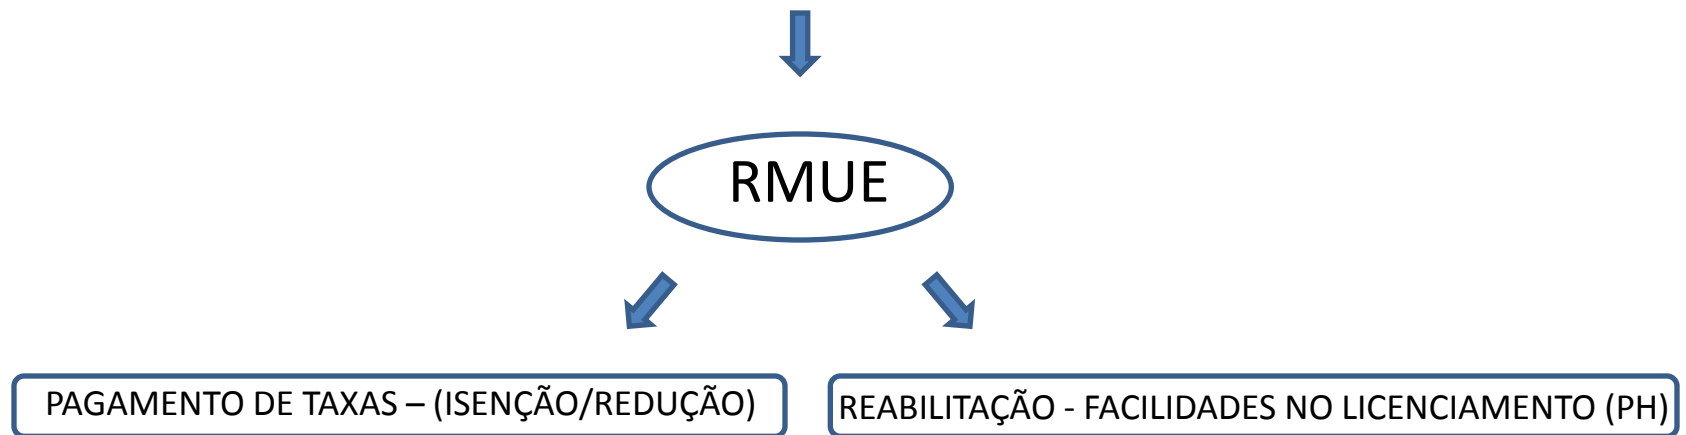 RMUE
PAGAMENTO DE TAXAS – (ISENÇÃO/REDUÇÃO)
REABILITAÇÃO - FACILIDADES NO LICENCIAMENTO (PH)